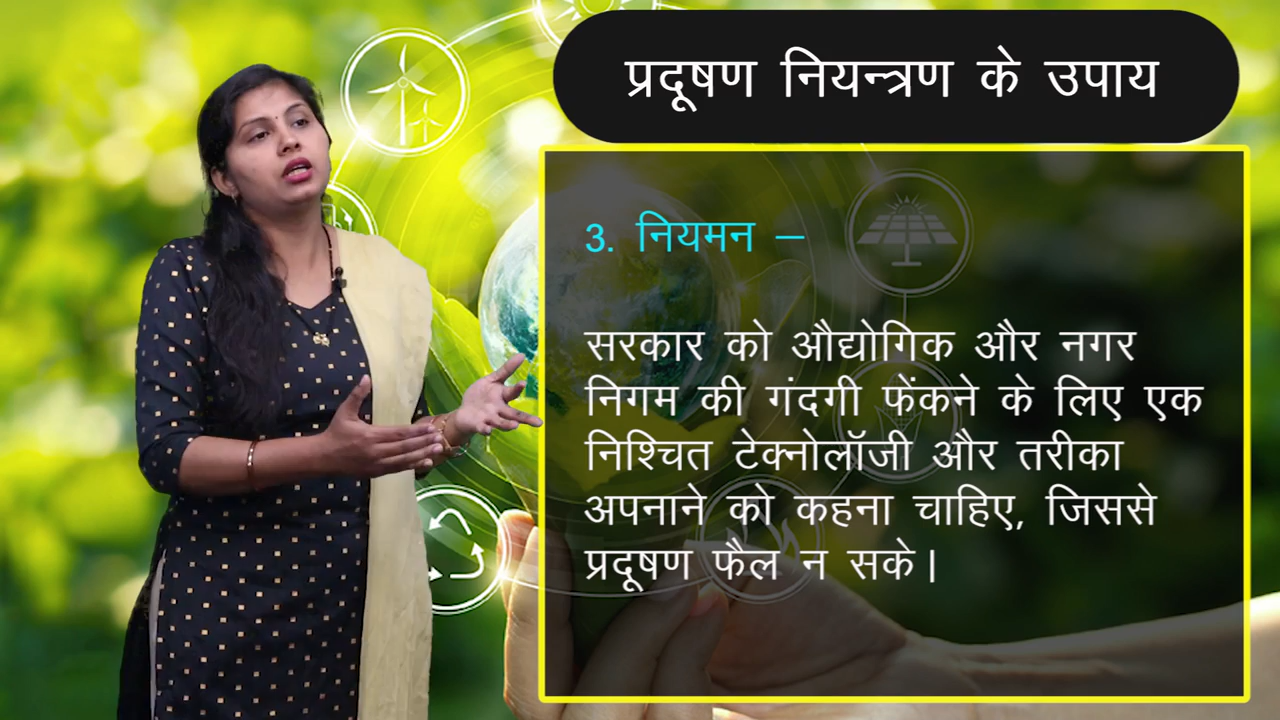 प्रदूषण नियन्त्रण के उपाय
3. नियमन –
सरकार को औद्योगिक और नगर
निगम की गंदगी फेंकने के लिए एक
निश्चित टेक्नोलॉजी और तरीका
अपनाने को कहना चाहिए, जिससे
प्रदूषण फैल न सके।